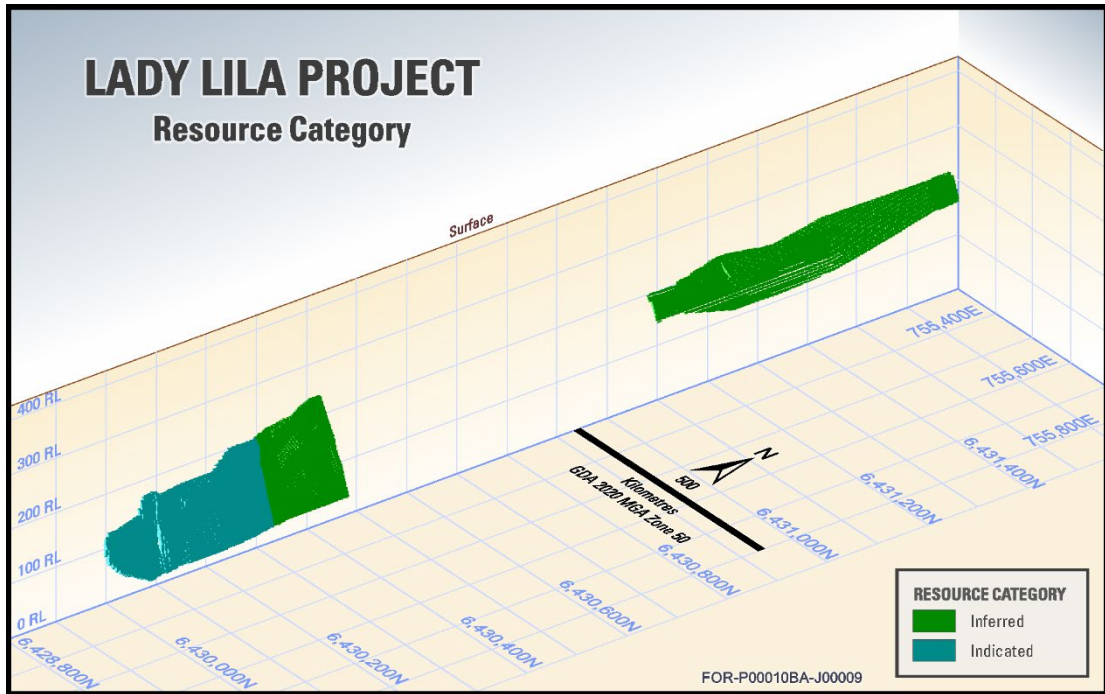 LADY LILA PROJECT
Resource Category
Surface
400 RL
300 RL
200 RL
100 RL
0 RL
755,400E
755,600E
755,800E
6,431,400N
6,431,200N
6,431,000N
6,430,800N
6,430,600N
6,430,400N
6,430,200N
6,430,000N
6,428,800N
N
500
Kilometres
GDA 2020 MGA Zone 50
RESOURCE CATEGORY
Inferred
Indicated
FOR-P00010BA-J00009